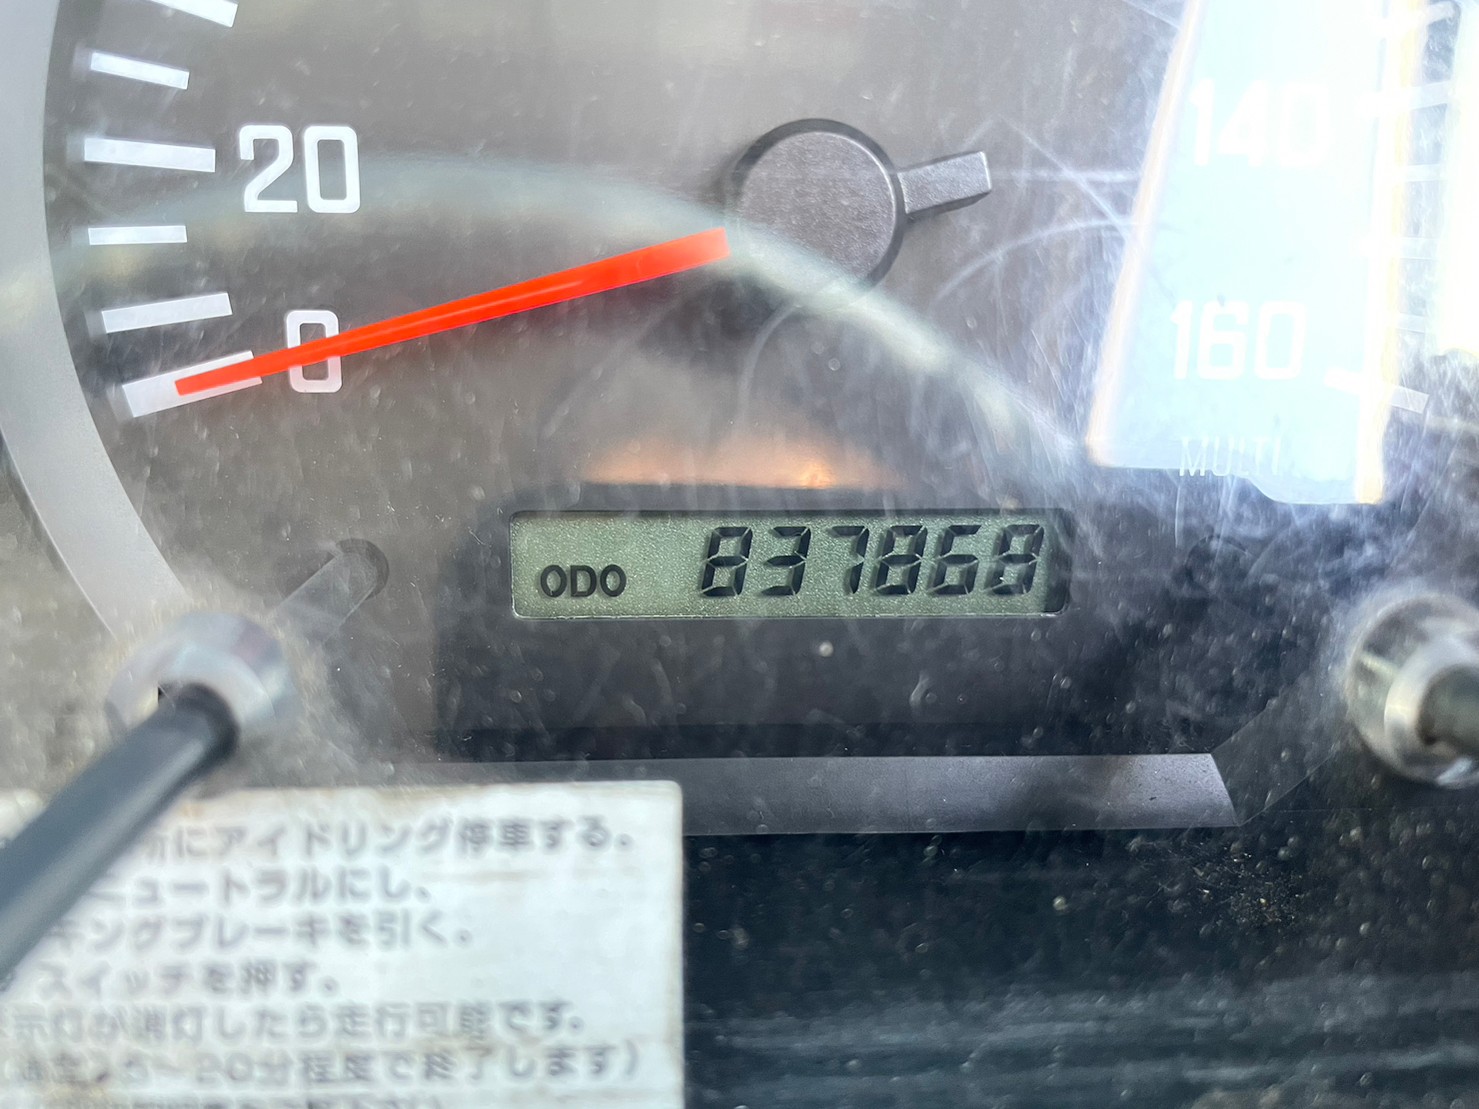 20
0
140
160
MULTI
ODO 837868
所にアイドリング停車する。
ニュートラルにし、
キングブレーキを引く。
スイッチを押す。
示灯が消灯したら走行可能です。
15〜20分程度で終了します)